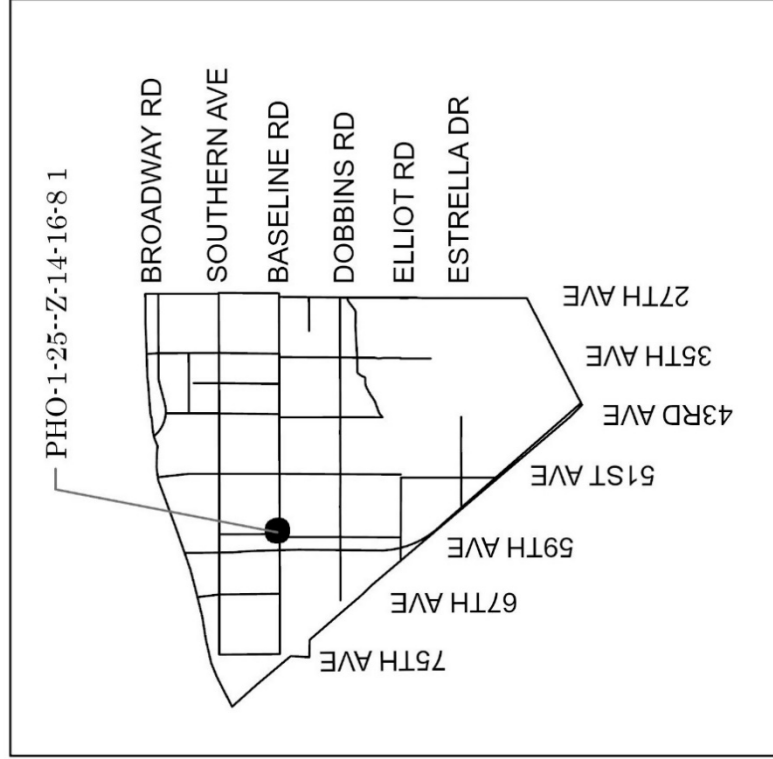 PHO-1-25--Z-14-16-8 1
BROADWAY RD
SOUTHERN AVE
BASELINE RD
DOBBINS RD
ELLIOT RD
ESTRELLA DR
27TH AVE
35TH AVE
43RD AVE
51ST AVE
59TH AVE
67TH AVE
75TH AVE